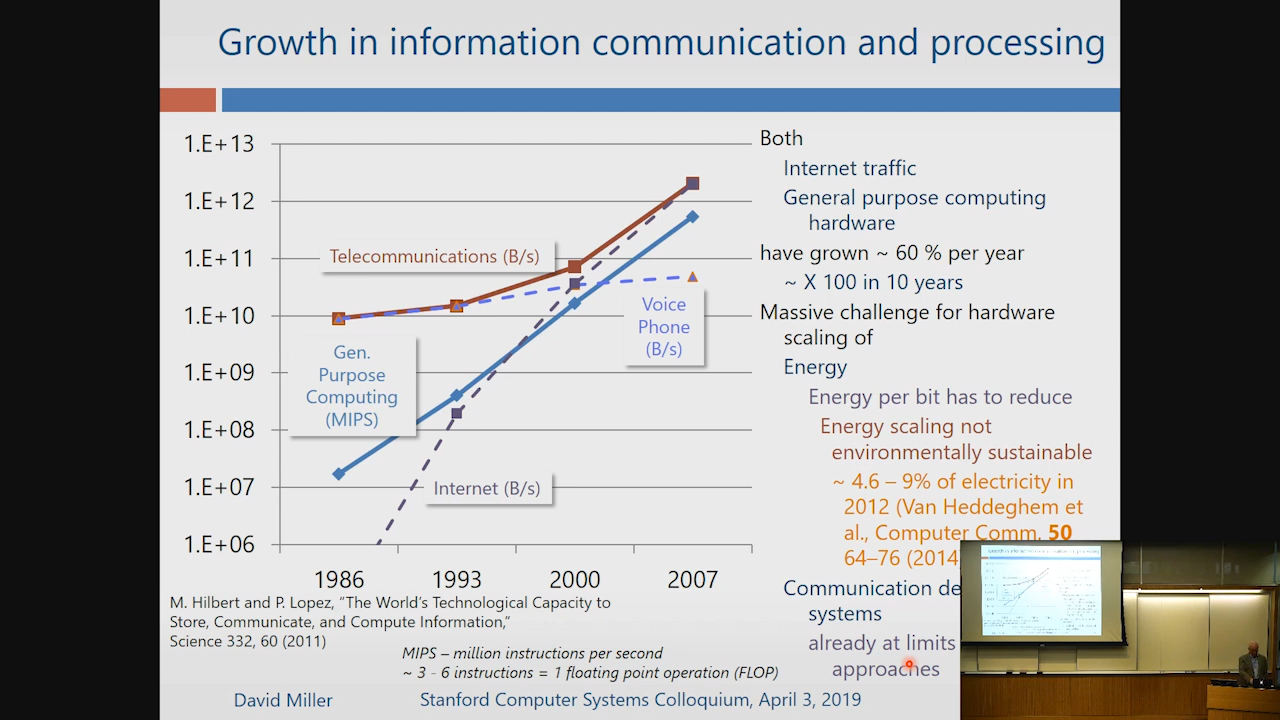 Growth in information communication and processing
1.E+13
1.E+12
1.E+11
1.E+10
1.E+09
1.E+08
1.E+07
1.E+06
Telecommunications (B/s)
Gen.
Purpose
Computing
(MIPS)
Voice
Phone
(B/s)
Internet (B/s)
1986
1993
2000
2007
Both
Internet traffic
General purpose computing
hardware
have grown ~ 60 % per year
~ X 100 in 10 years
Massive challenge for hardware
scaling of
Energy
Energy per bit has to reduce
Energy scaling not
environmentally sustainable
~ 4.6 – 9% of electricity in
2012 (Van Heddeghem et
al., Computer Comm. 50
64–76 (2014
Communication de
systems
already at limits
approaches
M. Hilbert and P. Lopez, “The World’s Technological Capacity to
Store, Communicate, and Compute Information,”
Science 332, 60 (2011)
MIPS – million instructions per second
~ 3 - 6 instructions = 1 floating point operation (FLOP)
David Miller
Stanford Computer Systems Colloquium, April 3, 2019